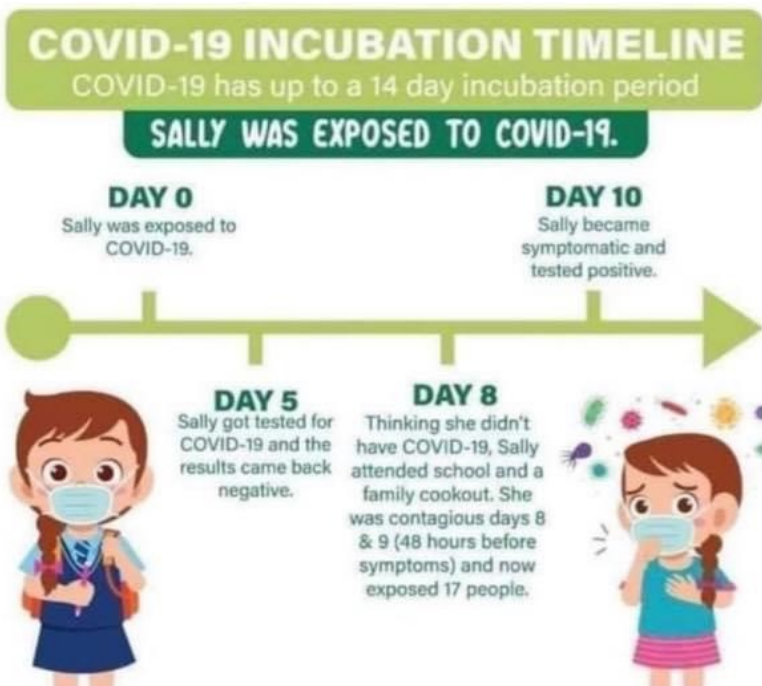 COVID-19 INCUBATION TIMELINE
COVID-19 has up to a 14 day incubation period
SALLY WAS EXPOSED TO COVID-19.
DAY 0
Sally was exposed to
COVID-19.
DAY 10
Sally became
symptomatic and
tested positive.
DAY 5
Sally got tested for
COVID-19 and the
results came back
negative.
DAY 8
Thinking she didn't
have COVID-19, Sally
attended school and a
family cookout. She
was contagious days 8
& 9 (48 hours before
symptoms) and now
exposed 17 people.